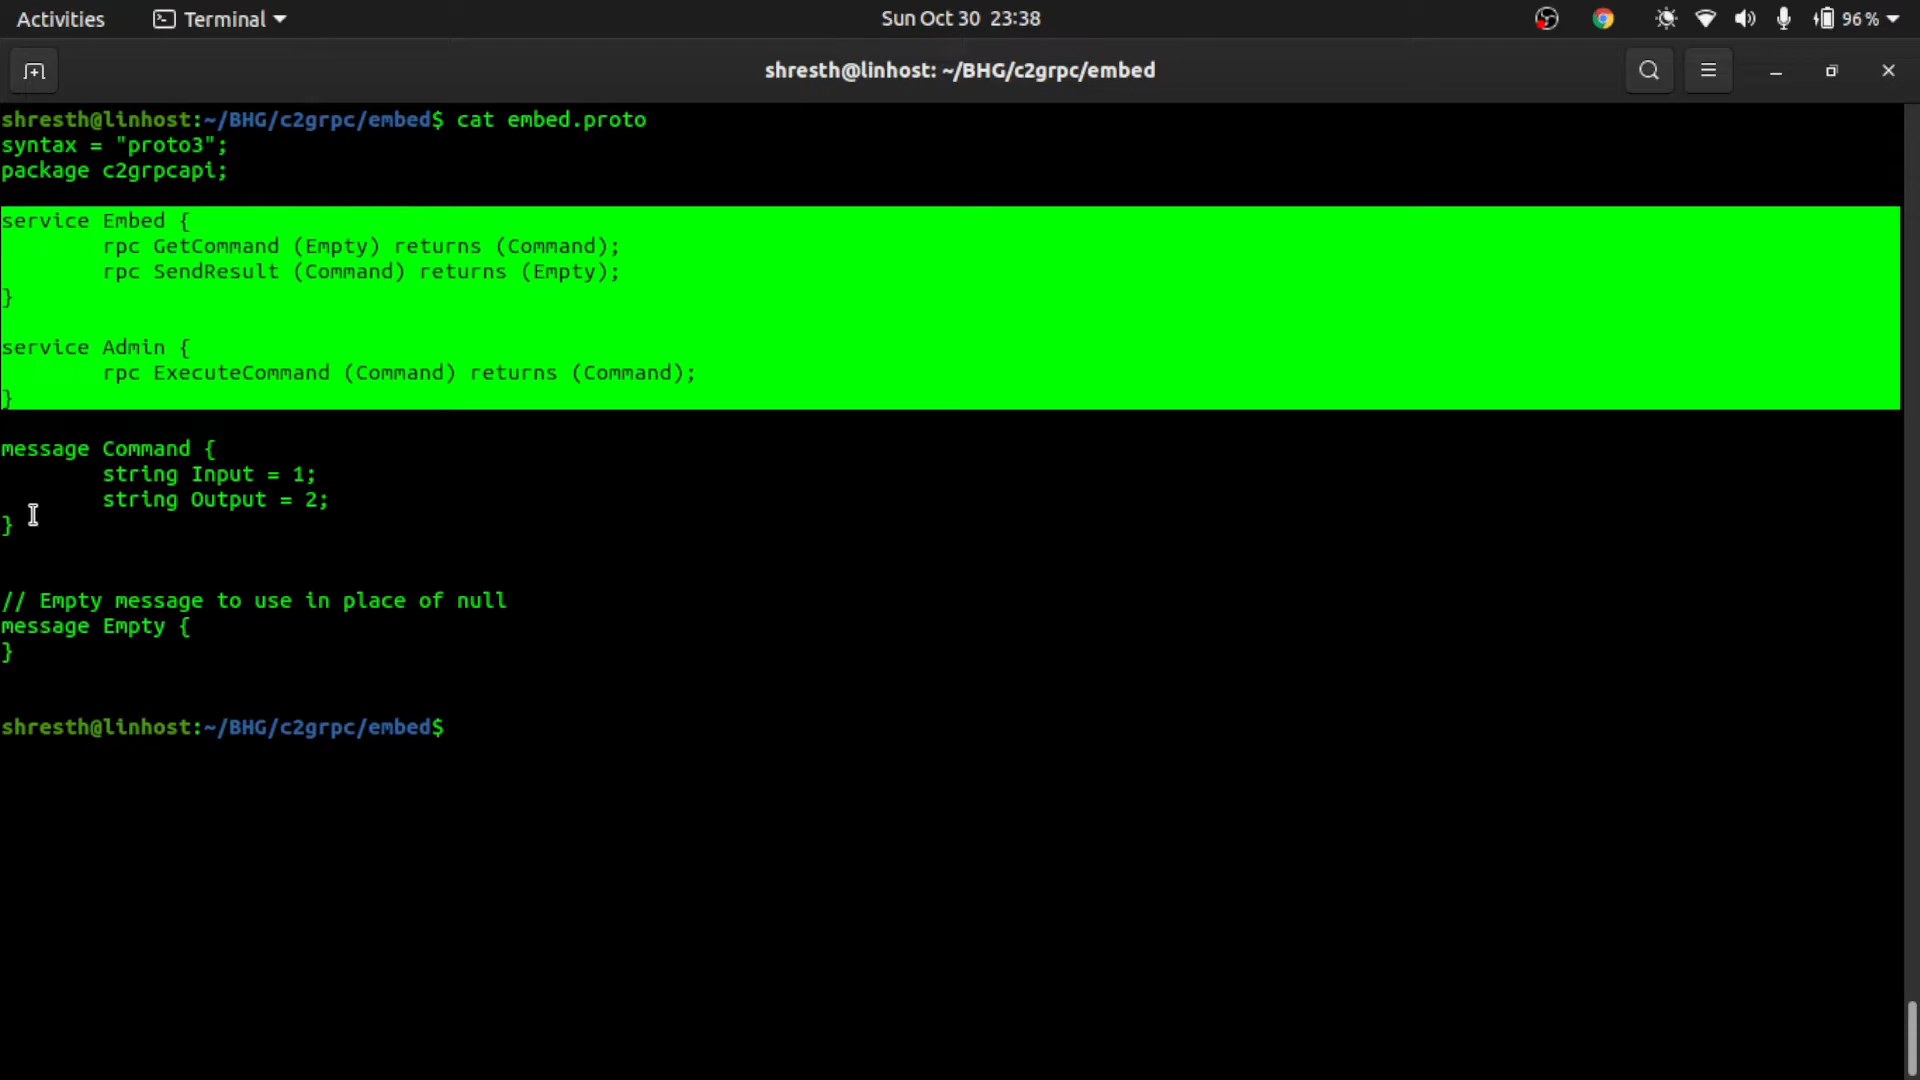 Activities
Terminal
Sun Oct 30 23:38
96 %
shresth@linhost: ~/BHG/c2grpc/embed
shresth@linhost:~/BHG/c2grpc/embed$ cat embed.proto
syntax = "proto3";
package c2grpcapi;
service Embed {
        rpc GetCommand (Empty) returns (Command);
        rpc SendResult (Command) returns (Empty);
}
service Admin {
        rpc ExecuteCommand (Command) returns (Command);
}
message Command {
        string Input = 1;
        string Output = 2;
}
// Empty message to use in place of null
message Empty {
}
shresth@linhost:~/BHG/c2grpc/embed$